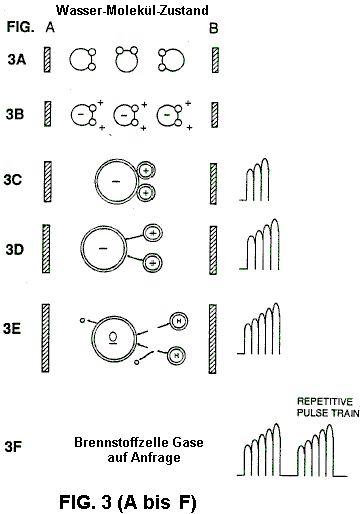 Wasser-Molekül-Zustand
FIG. A B
3A
3B
- + - + - +
+ + +
3C
- +
+
3D
- +
+
3E
O H
H
REPETITIVE
PULSE TRAIN
3F
Brennstoffzelle Gase
auf Anfrage
FIG. 3 (A bis F)